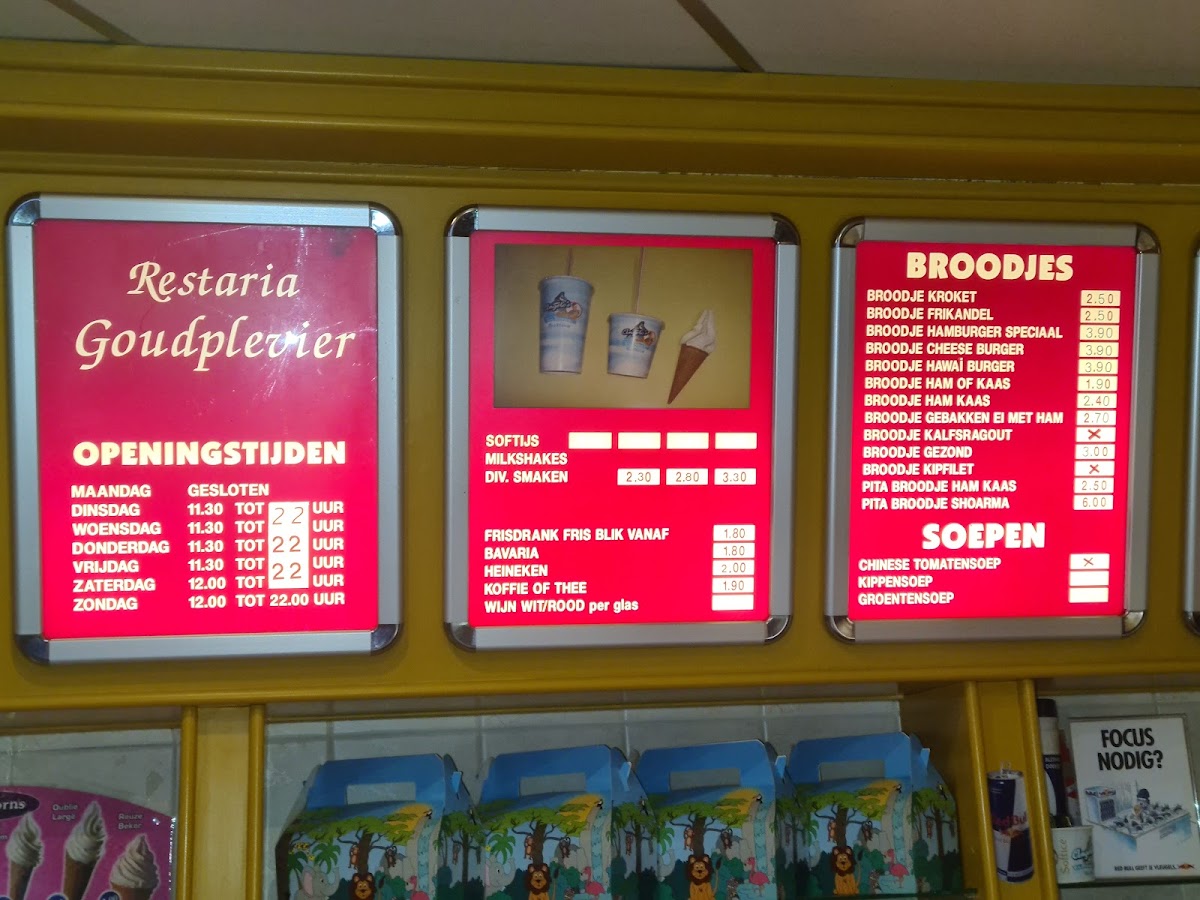 Restaria
Goudplevier
OPENINGSTIJDEN
MAANDAG GESLOTEN
DINSDAG 11.30 TOT 22 UUR
WOENSDAG 11.30 TOT UUR
DONDERDAG 11.30 TOT 22 UUR
VRIJDAG 11.30 TOT UUR
ZATERDAG 12.00 TOT 22 UUR
ZONDAG 12.00 TOT 22.00 UUR
SOFTIJS
MILKSHAKES
DIV. SMAKEN 2.30 2.80 3.30
FRISDRANK FRIS BLIK VANAF 1.80
BAVARIA 1.80
HEINEKEN 2.00
KOFFIE OF THEE 1.90
WIJN WIT/ROOD per glas
BROODJES
BROODJE KROKET 2.50
BROODJE FRIKANDEL 2.50
BROODJE HAMBURGER SPECIAAL 3.90
BROODJE CHEESE BURGER 3.90
BROODJE HAWAÏ BURGER 3.90
BROODJE HAM OF KAAS 1.90
BROODJE HAM KAAS 2.40
BROODJE GEBAKKEN EI MET HAM 2.70
BROODJE KALFSRAGOUT X
BROODJE GEZOND 3.00
BROODJE KIPFILET X
PITA BROODJE HAM KAAS 2.50
PITA BROODJE SHOARMA 6.00
SOEPEN
CHINESE TOMATENSOEP X
KIPPENSOEP
GROENTENSOEP
Dubbel
Large
Reuze
Beker
FOCUS
NODIG?